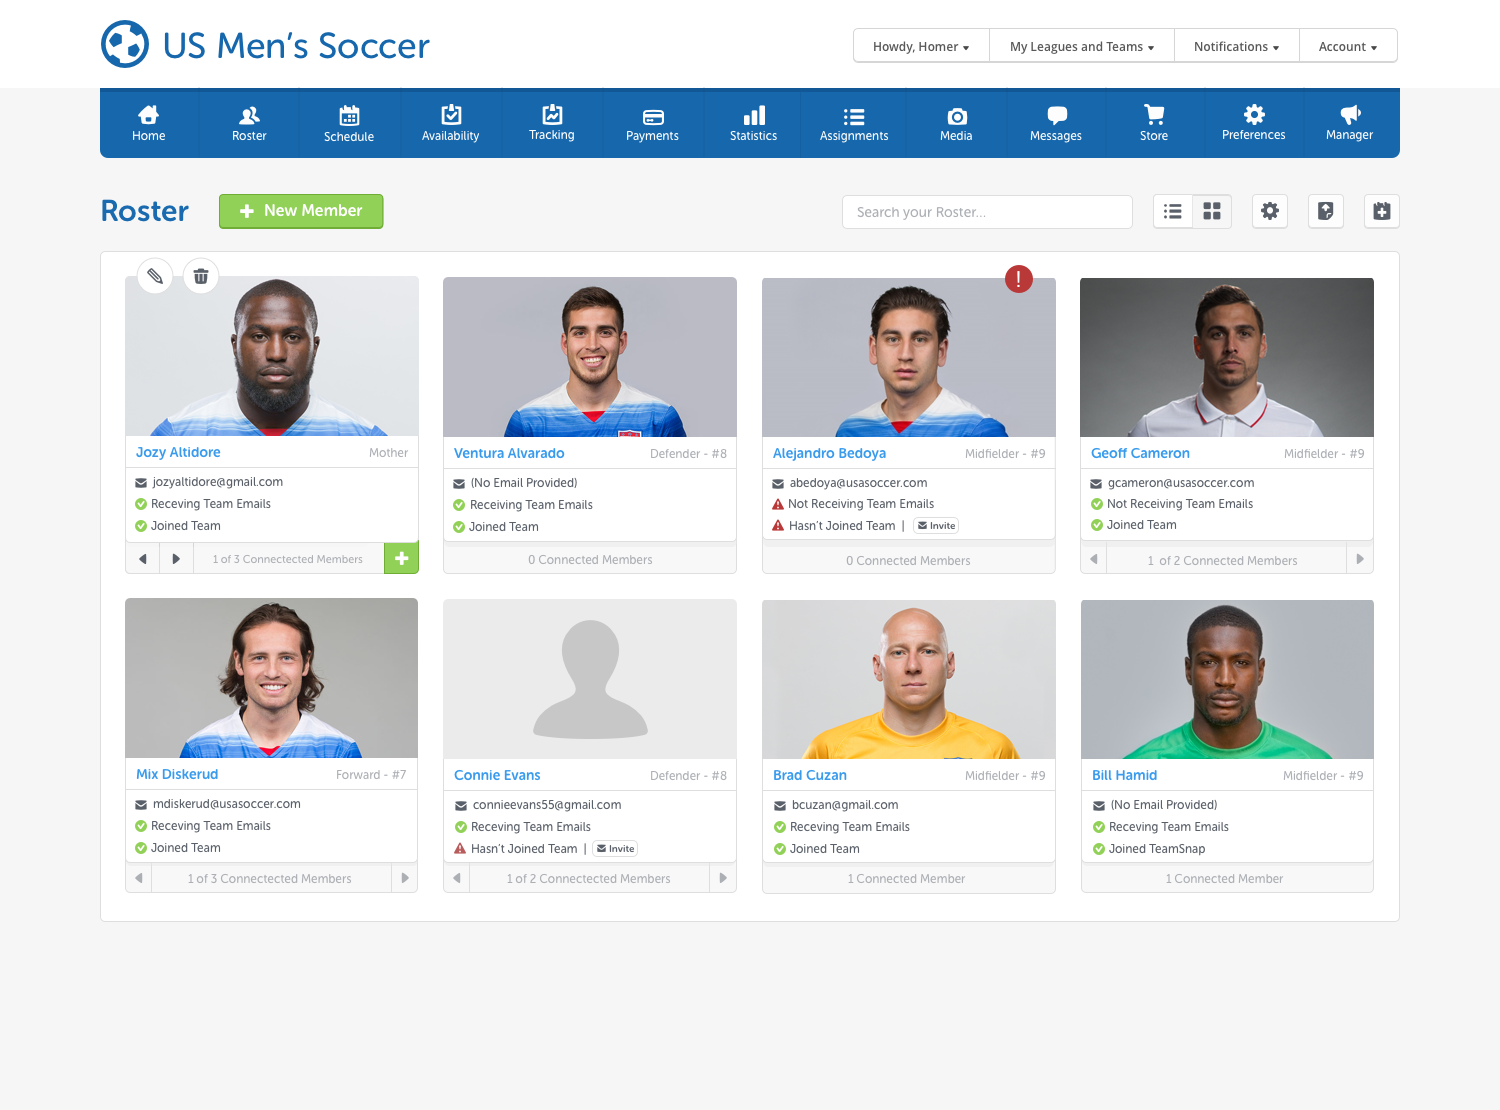 US Men's Soccer
Howdy, Homer
My Leagues and Teams
Notifications
Account
Home
Roster
Schedule
Availability
Tracking
Payments
Statistics
Assignments
Media
Messages
Store
Preferences
Manager
Roster
New Member
Search your Roster...
Jozy Altidore
Mother
jozyaltidore@gmail.com
Receving Team Emails
Joined Team
1 of 3 Connectected Members
Ventura Alvarado
Defender - #8
(No Email Provided)
Receiving Team Emails
Joined Team
0 Connected Members
!
Alejandro Bedoya
Midfielder - #9
abedoya@usasoccer.com
Not Receiving Team Emails
Hasn't Joined Team | Invite
0 Connected Members
Geoff Cameron
Midfielder - #9
gcameron@usasoccer.com
Not Receiving Team Emails
Joined Team
1 of 2 Connected Members
Mix Diskerud
Forward - #7
mdiskerud@usasoccer.com
Receving Team Emails
Joined Team
1 of 3 Connectected Members
Connie Evans
Defender - #8
connieevans55@gmail.com
Receving Team Emails
Hasn't Joined Team | Invite
1 of 2 Connectected Members
Brad Cuzan
Midfielder - #9
bcuzan@gmail.com
Receving Team Emails
Joined Team
1 Connected Member
Bill Hamid
Midfielder - #9
(No Email Provided)
Receving Team Emails
Joined TeamSnap
1 Connected Member